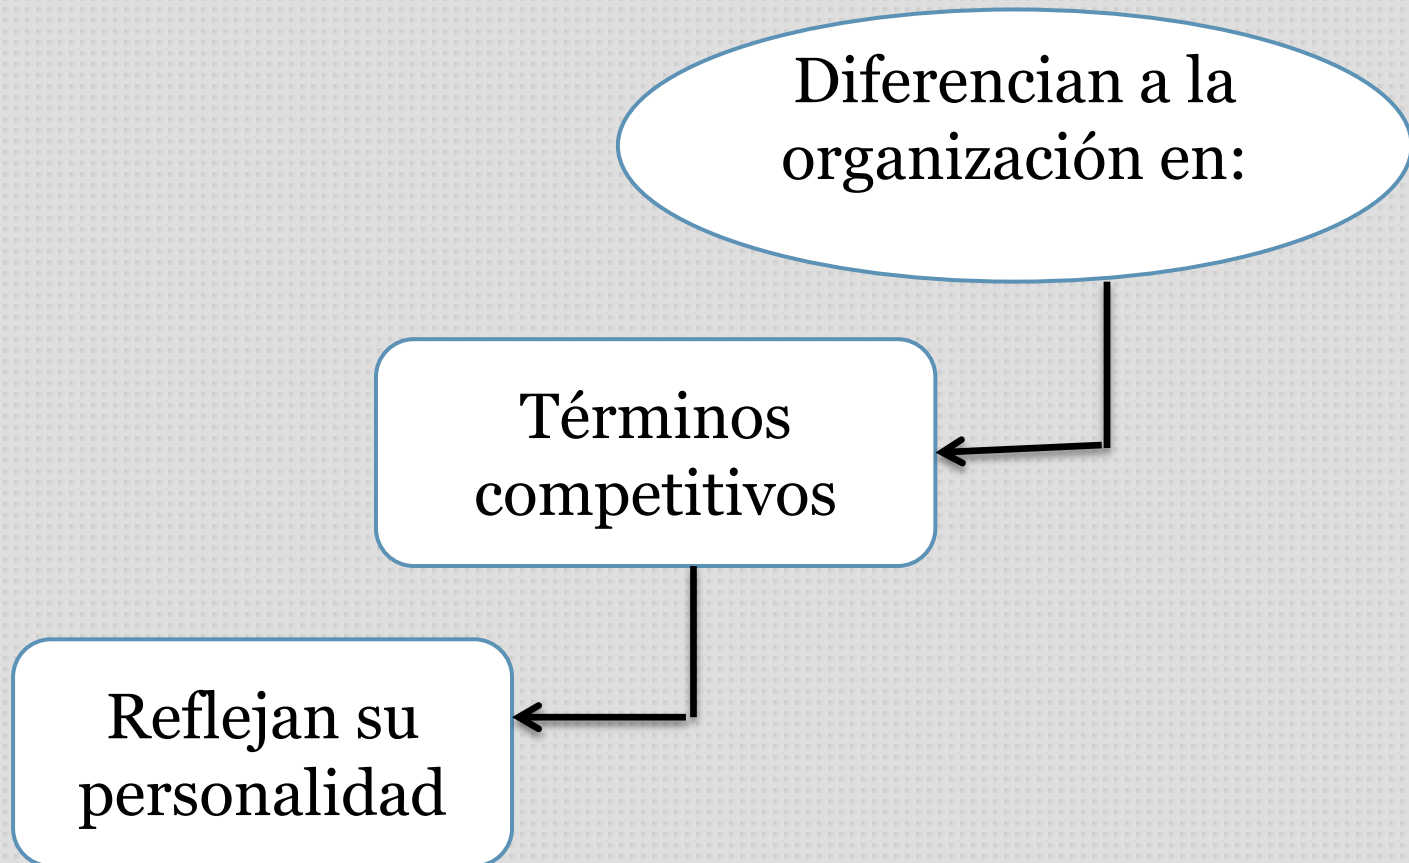 Diferencian a la
organización en:
Términos
competitivos
Reflejan su
personalidad